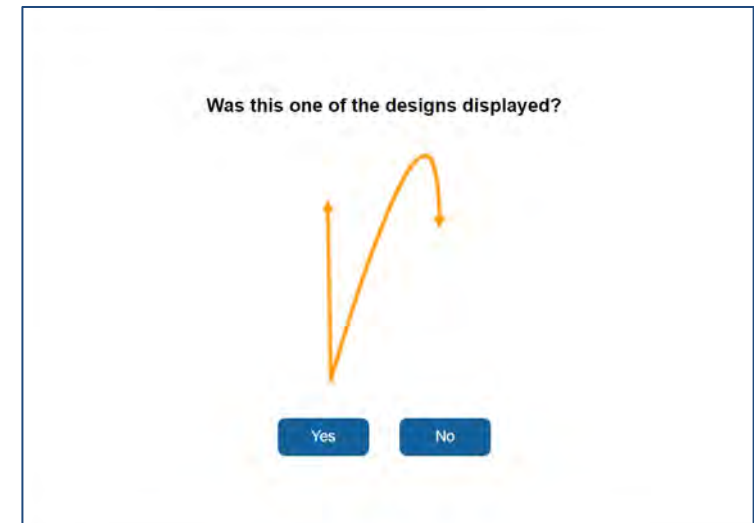 Was this one of the designs displayed?
Yes No